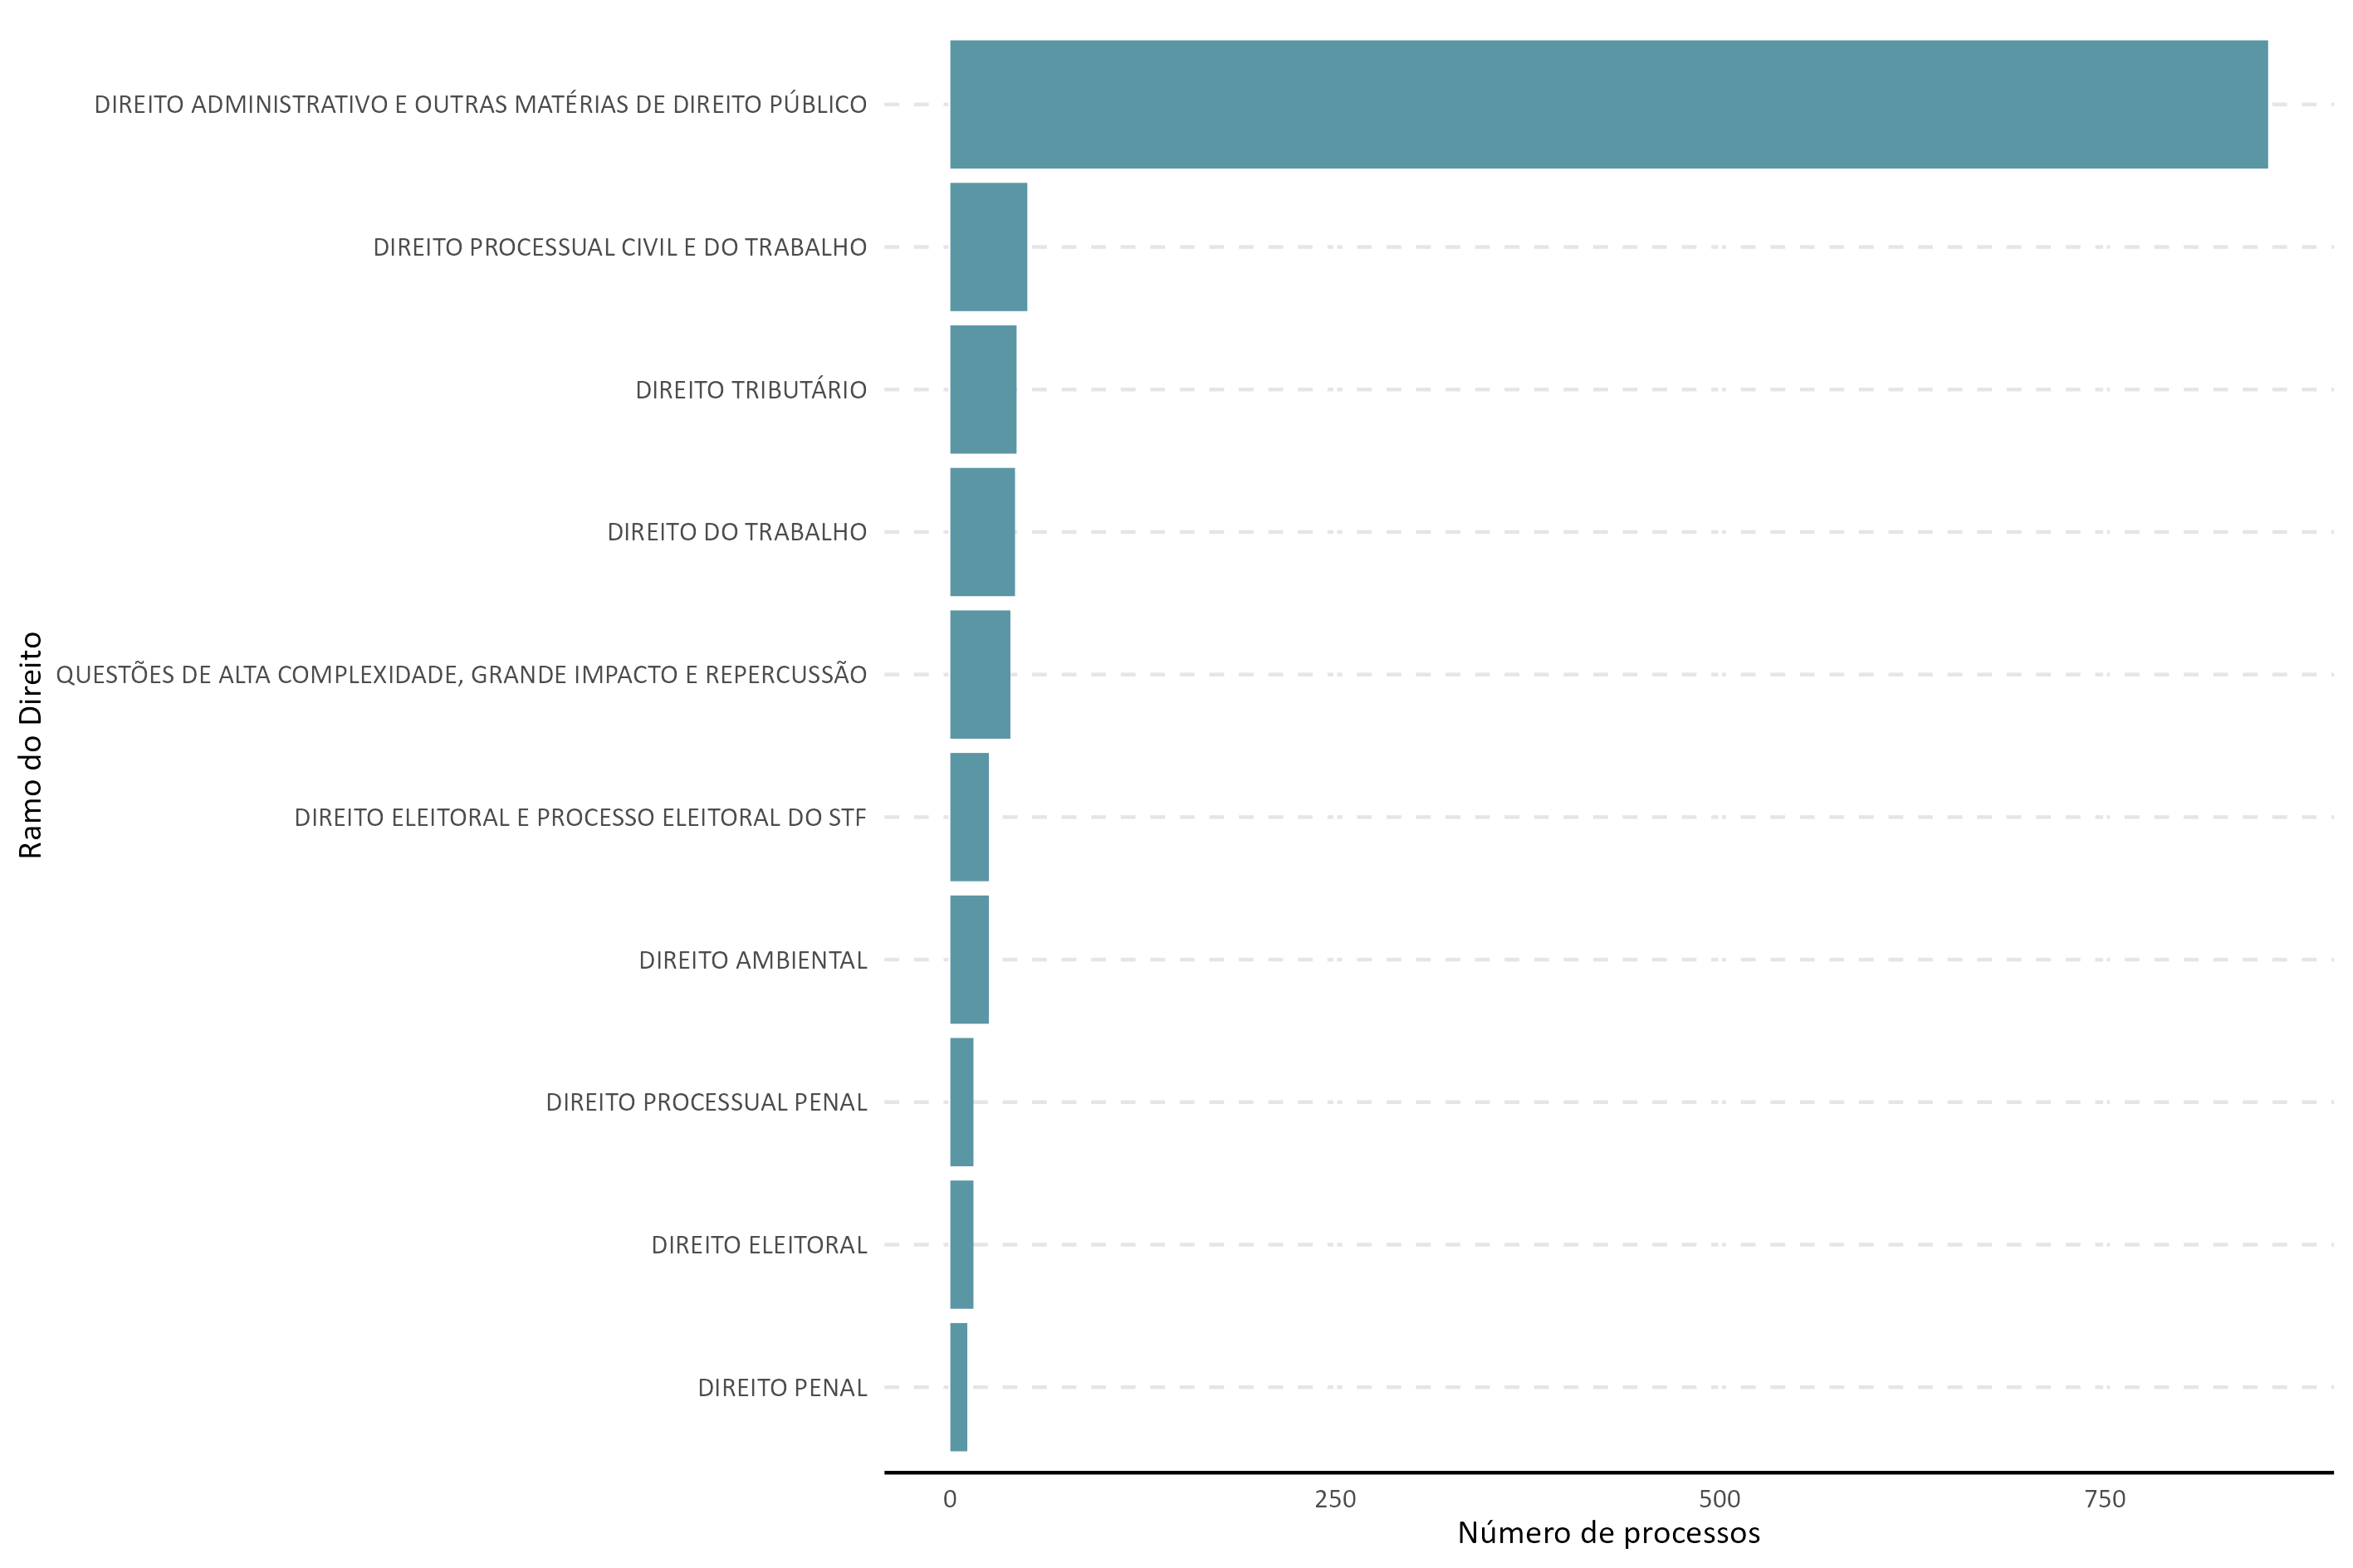 DIREITO ADMINISTRATIVO E OUTRAS MATÉRIAS DE DIREITO PÚBLICO
DIREITO PROCESSUAL CIVIL E DO TRABALHO
DIREITO TRIBUTÁRIO
DIREITO DO TRABALHO
QUESTÕES DE ALTA COMPLEXIDADE, GRANDE IMPACTO E REPERCUSSÃO
DIREITO ELEITORAL E PROCESSO ELEITORAL DO STF
DIREITO AMBIENTAL
DIREITO PROCESSUAL PENAL
DIREITO ELEITORAL
DIREITO PENAL
Ramo do Direito
0 250 500 750
Número de processos